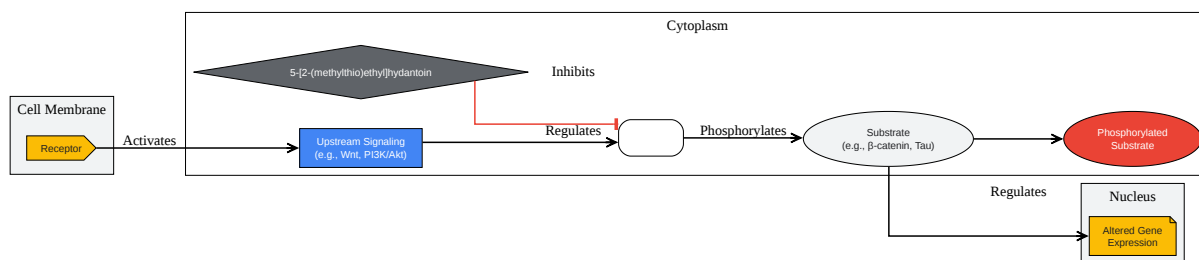 Cytoplasm
5-[2-(methylthio)ethyl]hydantoin
Inhibits
Cell Membrane
Receptor
Activates
Upstream Signaling
(e.g., Wnt, PI3K/Akt)
Regulates
Phosphorylates
Substrate
(e.g., β-catenin, Tau)
Phosphorylated
Substrate
Regulates
Nucleus
Altered Gene
Expression